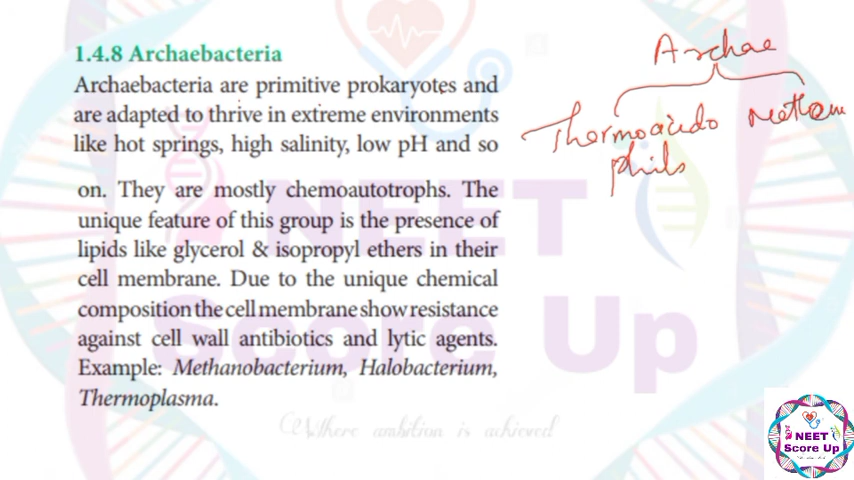 1.4.8 Archaebacteria
Archaebacteria are primitive prokaryotes and
are adapted to thrive in extreme environments
like hot springs, high salinity, low pH and so
on. They are mostly chemoautotrophs. The
unique feature of this group is the presence of
lipids like glycerol & isopropyl ethers in their
cell membrane. Due to the unique chemical
composition the cell membrane show resistance
against cell wall antibiotics and lytic agents.
Example: Methanobacterium, Halobacterium,
Thermoplasma.
Archae
Thermoacido
phils
NEET
Score Up
Where ambition is achieved
NEET
Score Up